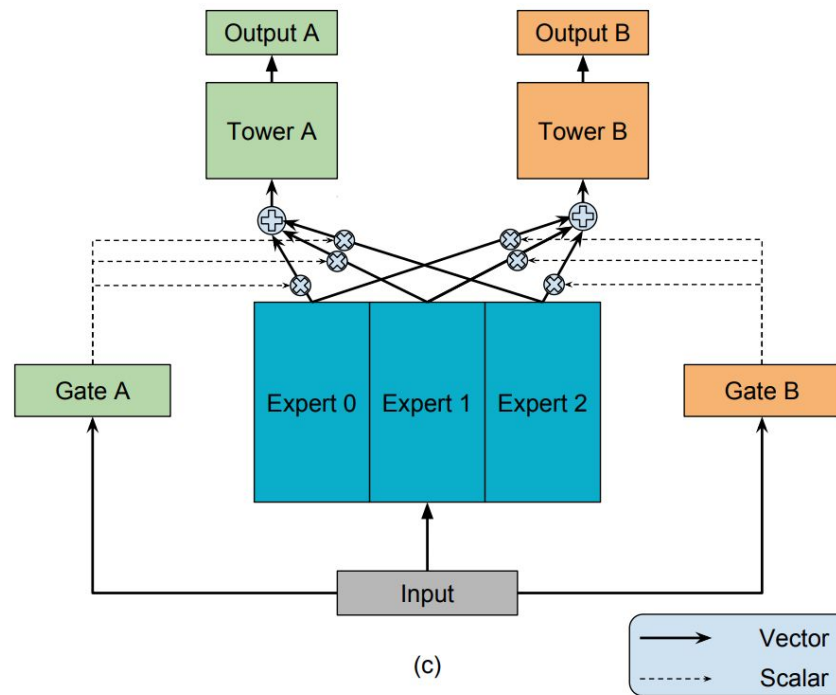 Output A
Output B
Tower A
Tower B
Gate A
Expert 0
Expert 1
Expert 2
Gate B
Input
(c)
Vector
Scalar